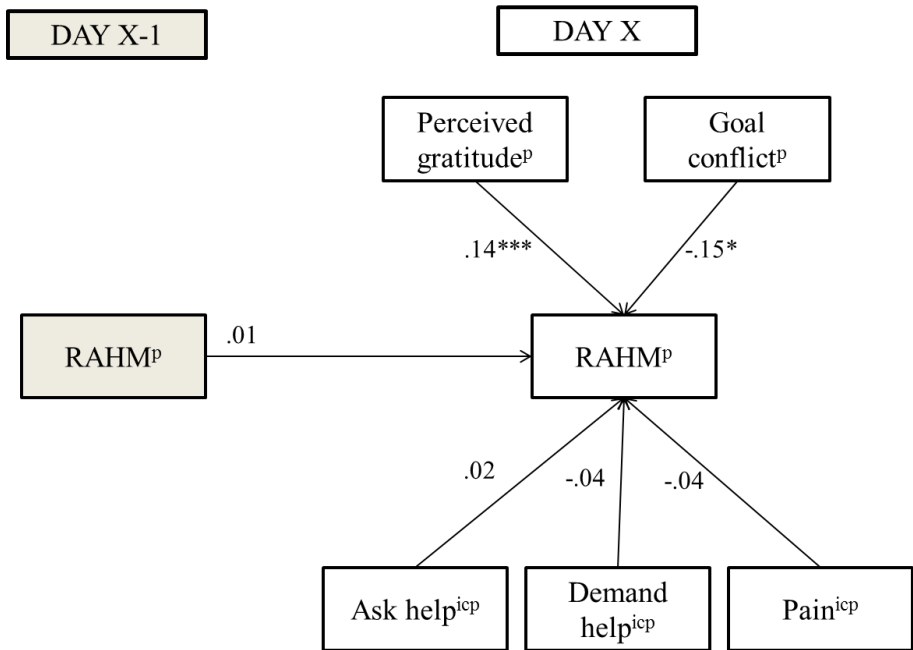 DAY X-1
DAY X
Perceived
gratitudeᵖ
Goal
conflictᵖ
.14***
-.15*
RAHMᵖ
.01
RAHMᵖ
.02
-.04
-.04
Ask helpⁱᶜᵖ
Demand
helpⁱᶜᵖ
Painⁱᶜᵖ